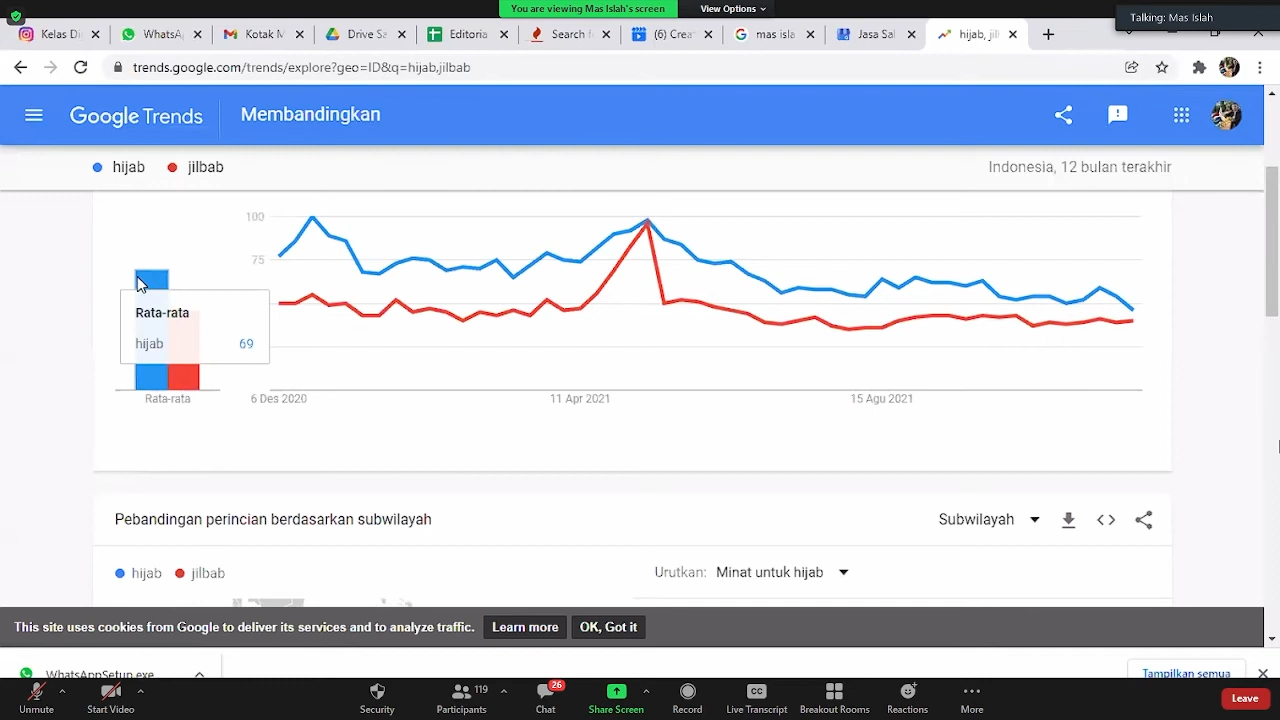 You are viewing Mas Islah's screen
View Options
Talking: Mas Islah
Kelas Di
WhatsA
Kotak M
Drive Sa
Editoria
Search f
(6) Crea
mas isla
Jasa Sal
hijab, jil
trends.google.com/trends/explore?geo=ID&q=hijab,jilbab
Google Trends
Membandingkan
hijab
jilbab
Indonesia, 12 bulan terakhir
100
75
Rata-rata
hijab 69
Rata-rata
6 Des 2020
11 Apr 2021
15 Agu 2021
Pebandingan perincian berdasarkan subwilayah
Subwilayah
hijab
jilbab
Urutkan: Minat untuk hijab
This site uses cookies from Google to deliver its services and to analyze traffic.
Learn more
OK, Got it
WhatsAppSetup.exe
Tampilkan semua
Unmute
Start Video
Security
119
Participants
26
Chat
Share Screen
Record
CC
Live Transcript
Breakout Rooms
Reactions
More
Leave